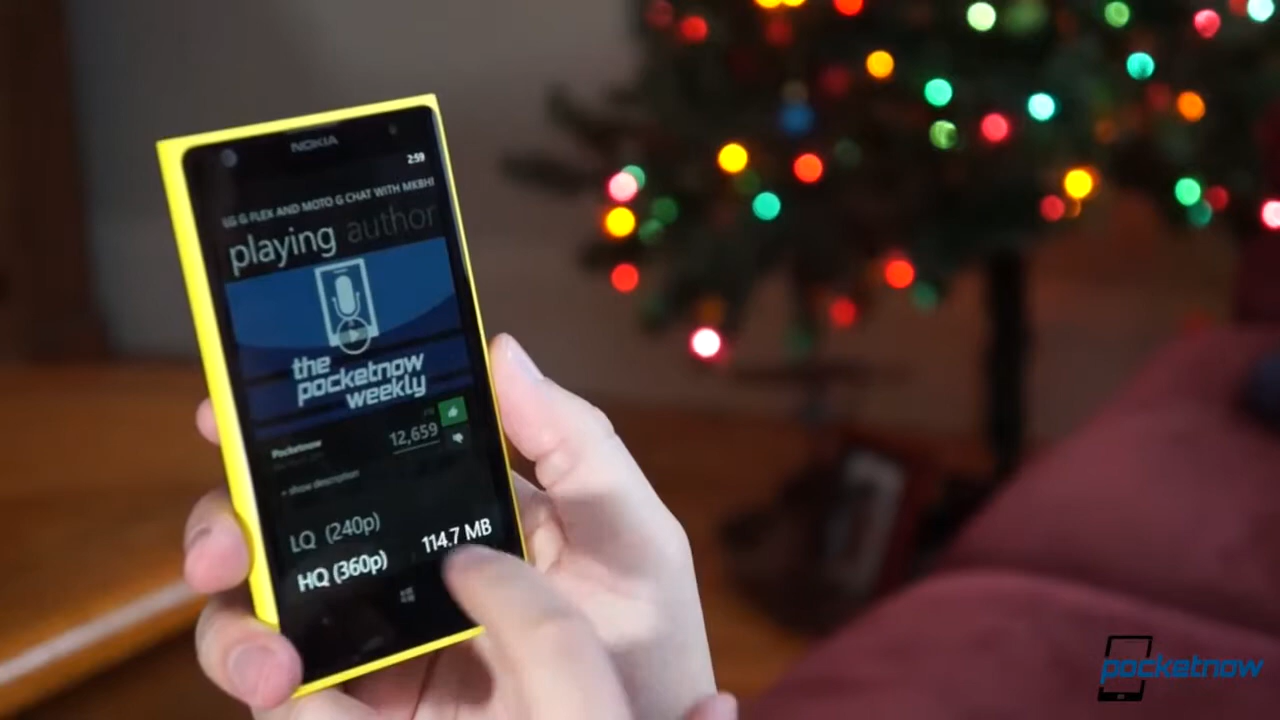 NOKIA
2:59
LG G FLEX AND MOTO G CHAT WITH MKBHD
playing author
the
pocketnow
weekly
12,659
Pocketnow
+ show description
LQ (240p)
HQ (360p) 114.7 MB
pocketnow